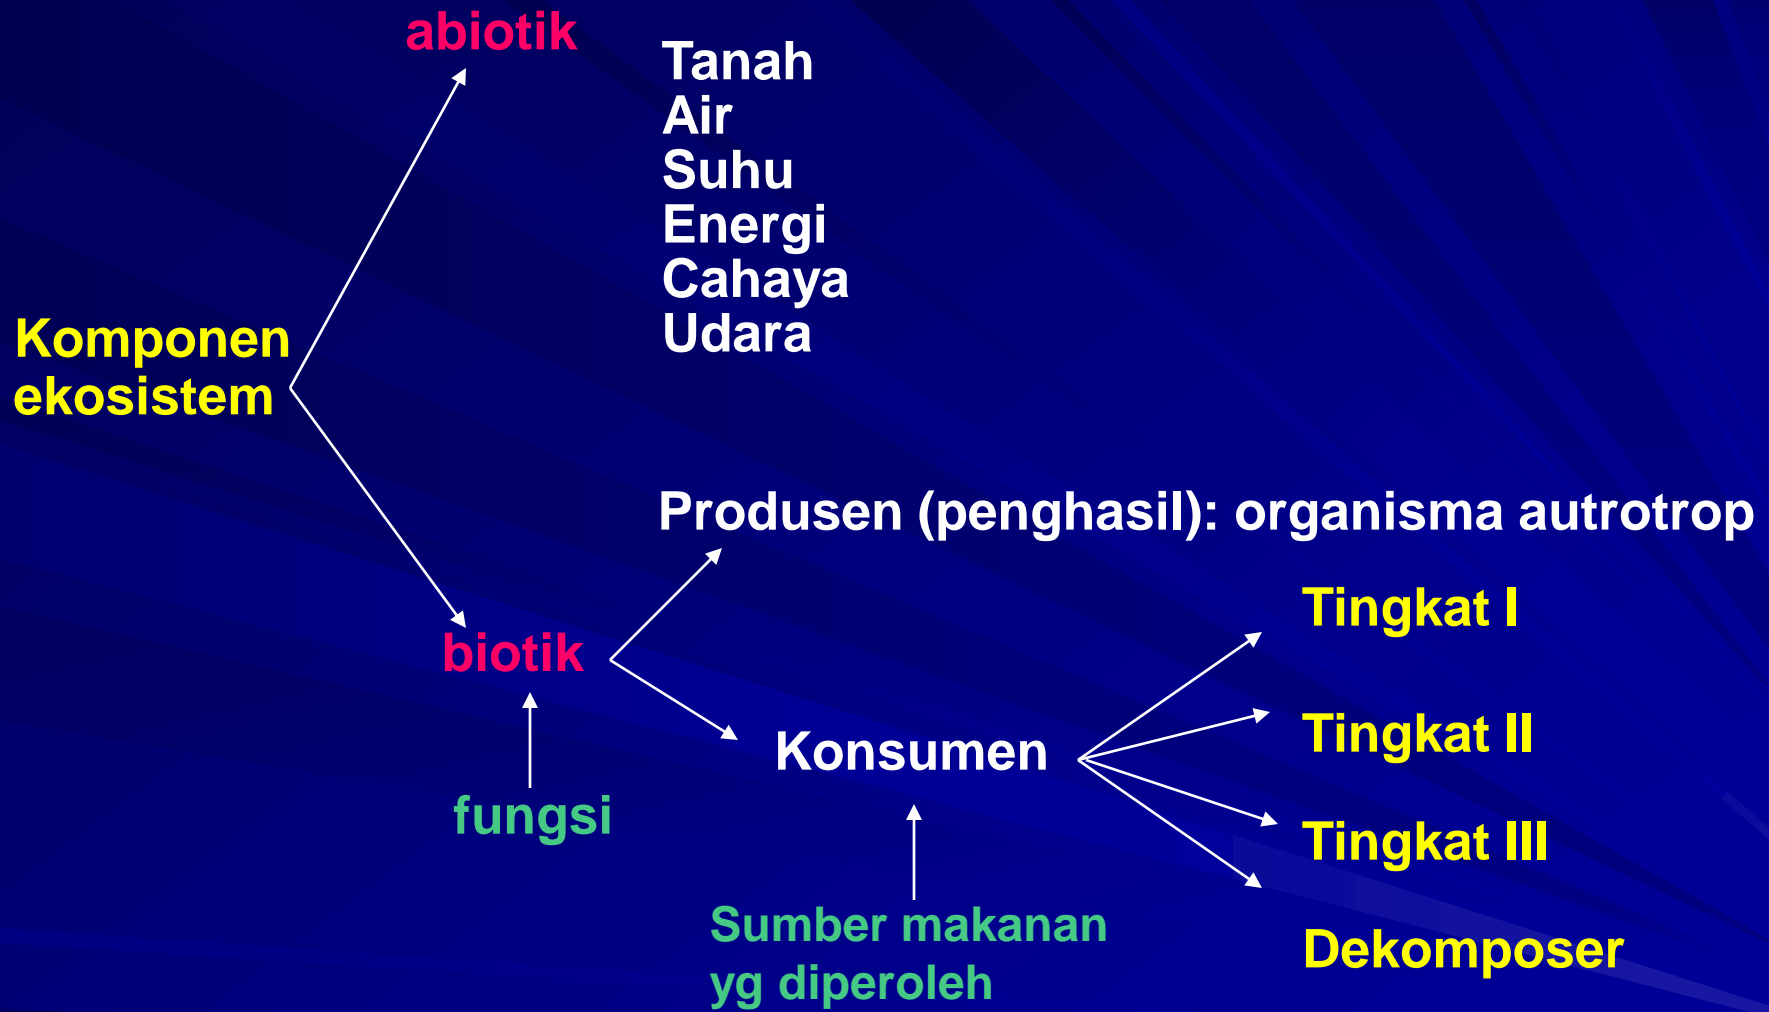 abiotik
Tanah
Air
Suhu
Energi
Cahaya
Udara
Komponen
ekosistem
Produsen (penghasil): organisma autrotrop
biotik
fungsi
Konsumen
Sumber makanan
yg diperoleh
Tingkat I
Tingkat II
Tingkat III
Dekomposer